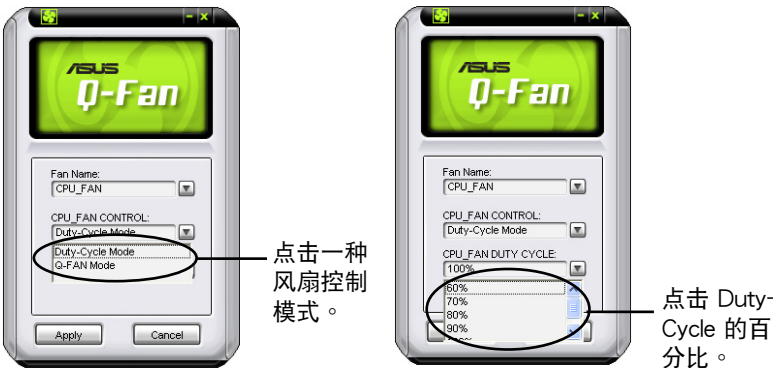 ASUS
Q-Fan
Fan Name:
CPU_FAN
CPU_FAN CONTROL:
Duty-Cycle Mode
Duty-Cycle Mode
Q-FAN Mode
Apply
Cancel
点击一种
风扇控制
模式。
ASUS
Q-Fan
Fan Name:
CPU_FAN
CPU_FAN CONTROL:
Duty-Cycle Mode
CPU_FAN DUTY CYCLE:
100%
60%
70%
80%
90%
点击 Duty-
Cycle 的百
分比。